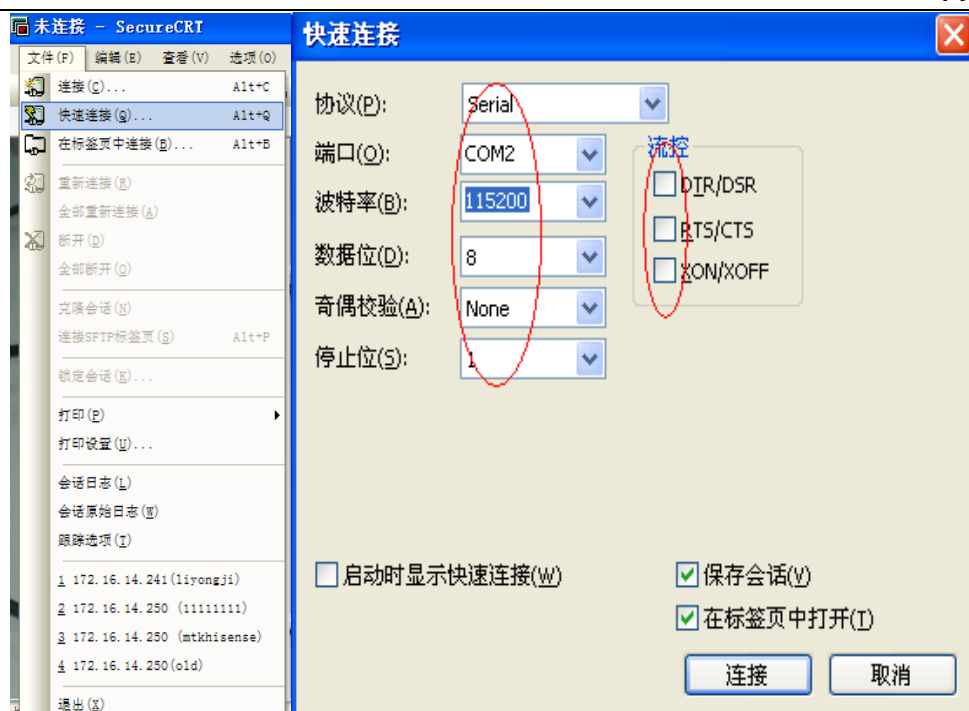 未连接 - SecureCRT
文件(F) 编辑(E) 查看(V) 选项(O)
连接(C)... Alt+C
快速连接(Q)... Alt+Q
在标签页中连接(B)... Alt+B
重新连接(R)
全部重新连接(A)
断开(D)
全部断开(O)
克隆会话(N)
连接SFTP标签页(S) Alt+P
锁定会话(K)...
打印(P)
打印设置(U)...
会话日志(L)
会话原始日志(W)
跟踪选项(T)
1 172.16.14.241(liyongji)
2 172.16.14.250 (11111111)
3 172.16.14.250 (mtkhisense)
4 172.16.14.250(old)
退出(X)
快速连接
协议(P): Serial
端口(O): COM2
波特率(B): 115200
数据位(D): 8
奇偶校验(A): None
停止位(S): 1
流控
DTR/DSR
RTS/CTS
XON/XOFF
启动时显示快速连接(W)
保存会话(V)
在标签页中打开(T)
连接 取消